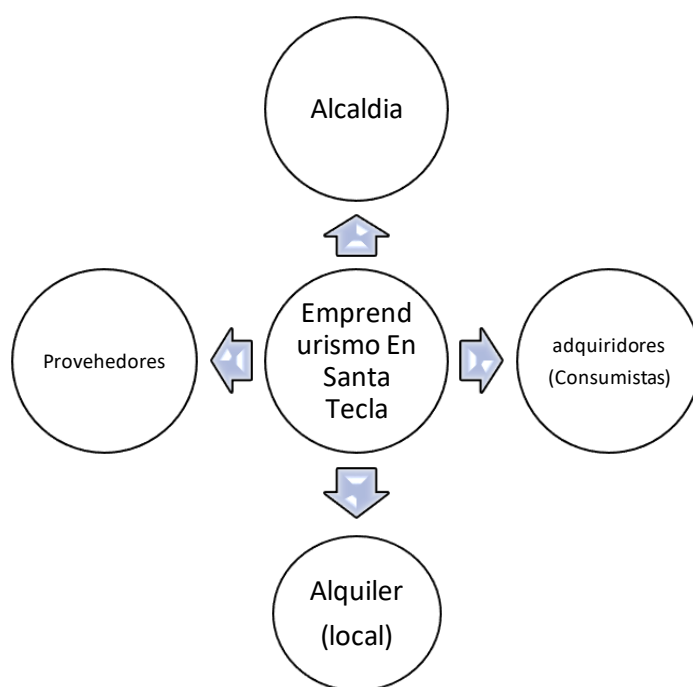 Alcaldia
Provehedores
Emprend
urismo En
Santa
Tecla
adquiridores
(Consumistas)
Alquiler
(local)